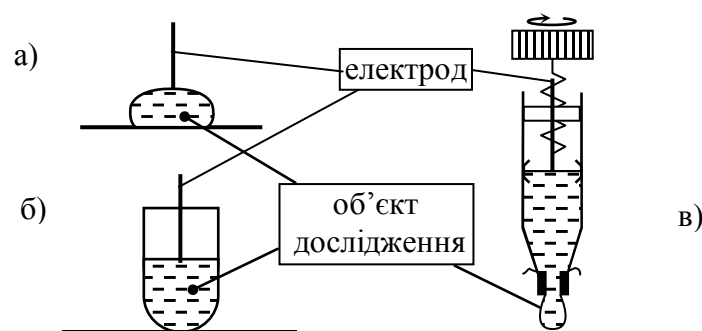 а)
електрод
б)
об’єкт
дослідження
в)